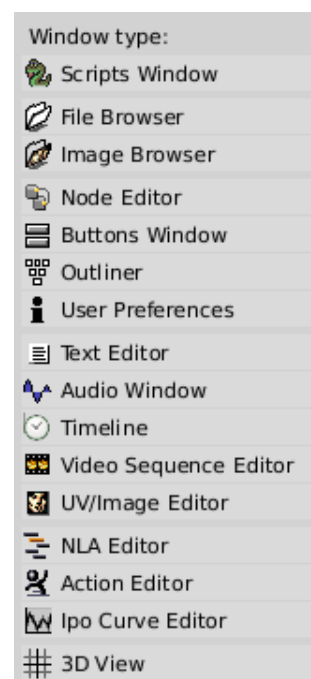 Window type:
Scripts Window
File Browser
Image Browser
Node Editor
Buttons Window
Outliner
User Preferences
Text Editor
Audio Window
Timeline
Video Sequence Editor
UV/Image Editor
NLA Editor
Action Editor
Ipo Curve Editor
3D View